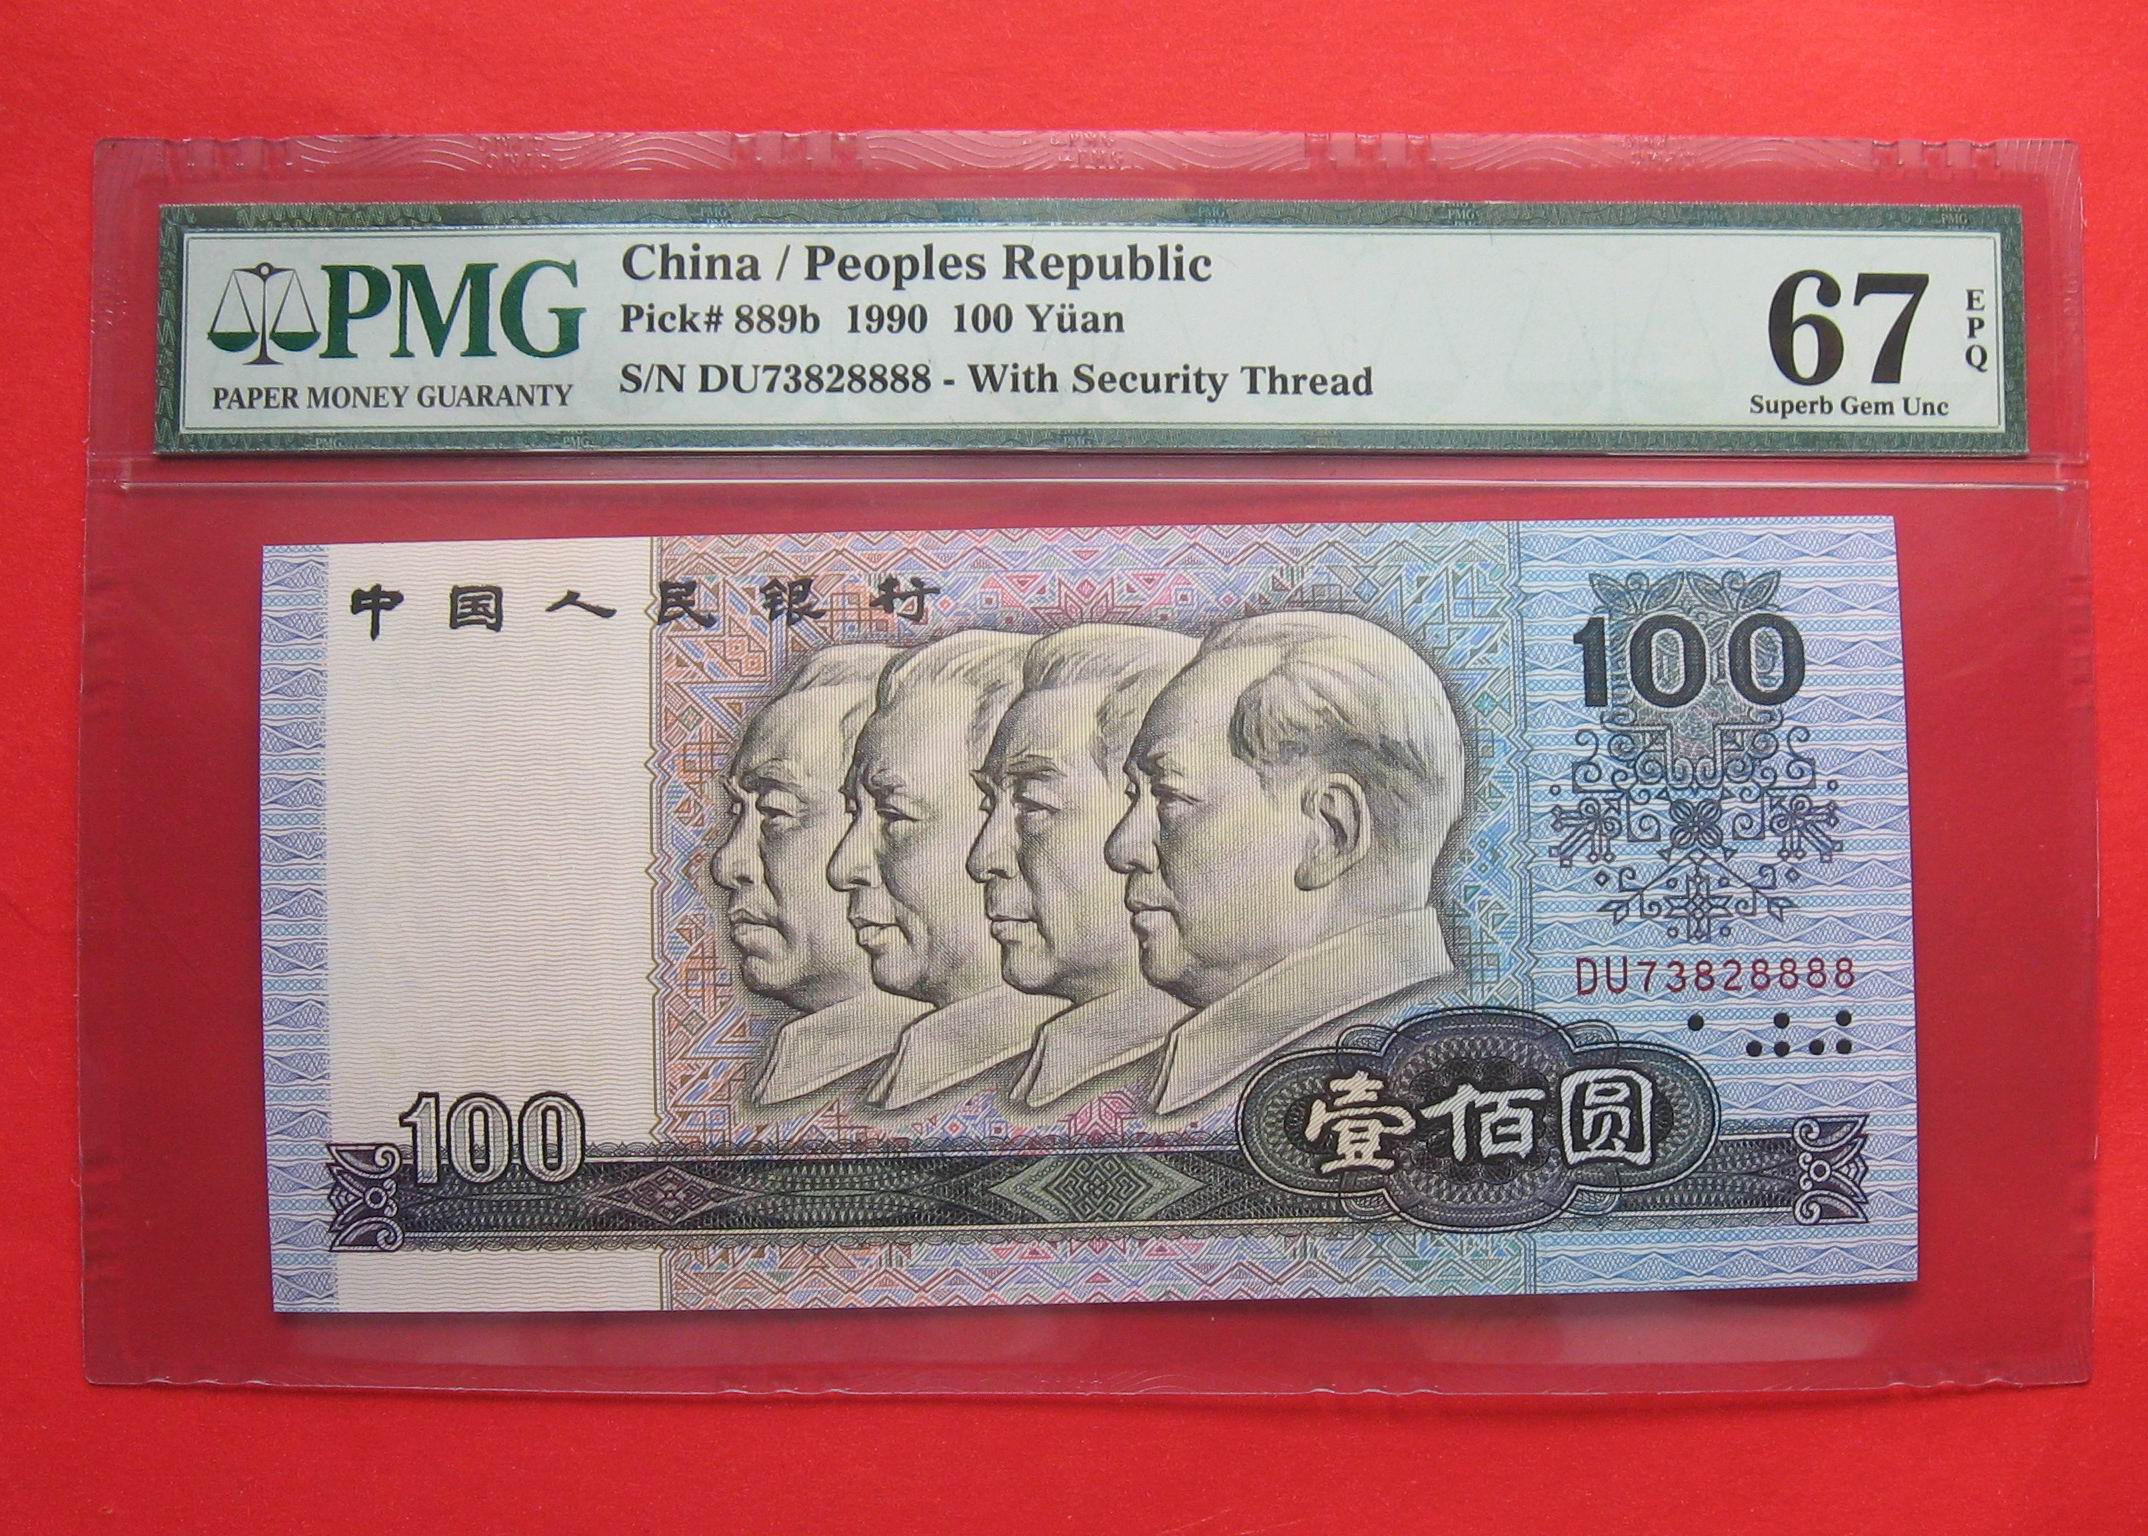 PMG
PAPER MONEY GUARANTY
China / Peoples Republic
Pick# 889b 1990 100 Yüan
S/N DU73828888 - With Security Thread
67
EPQ
Superb Gem Unc
中国人民银行
100
DU73828888
100
壹佰圆